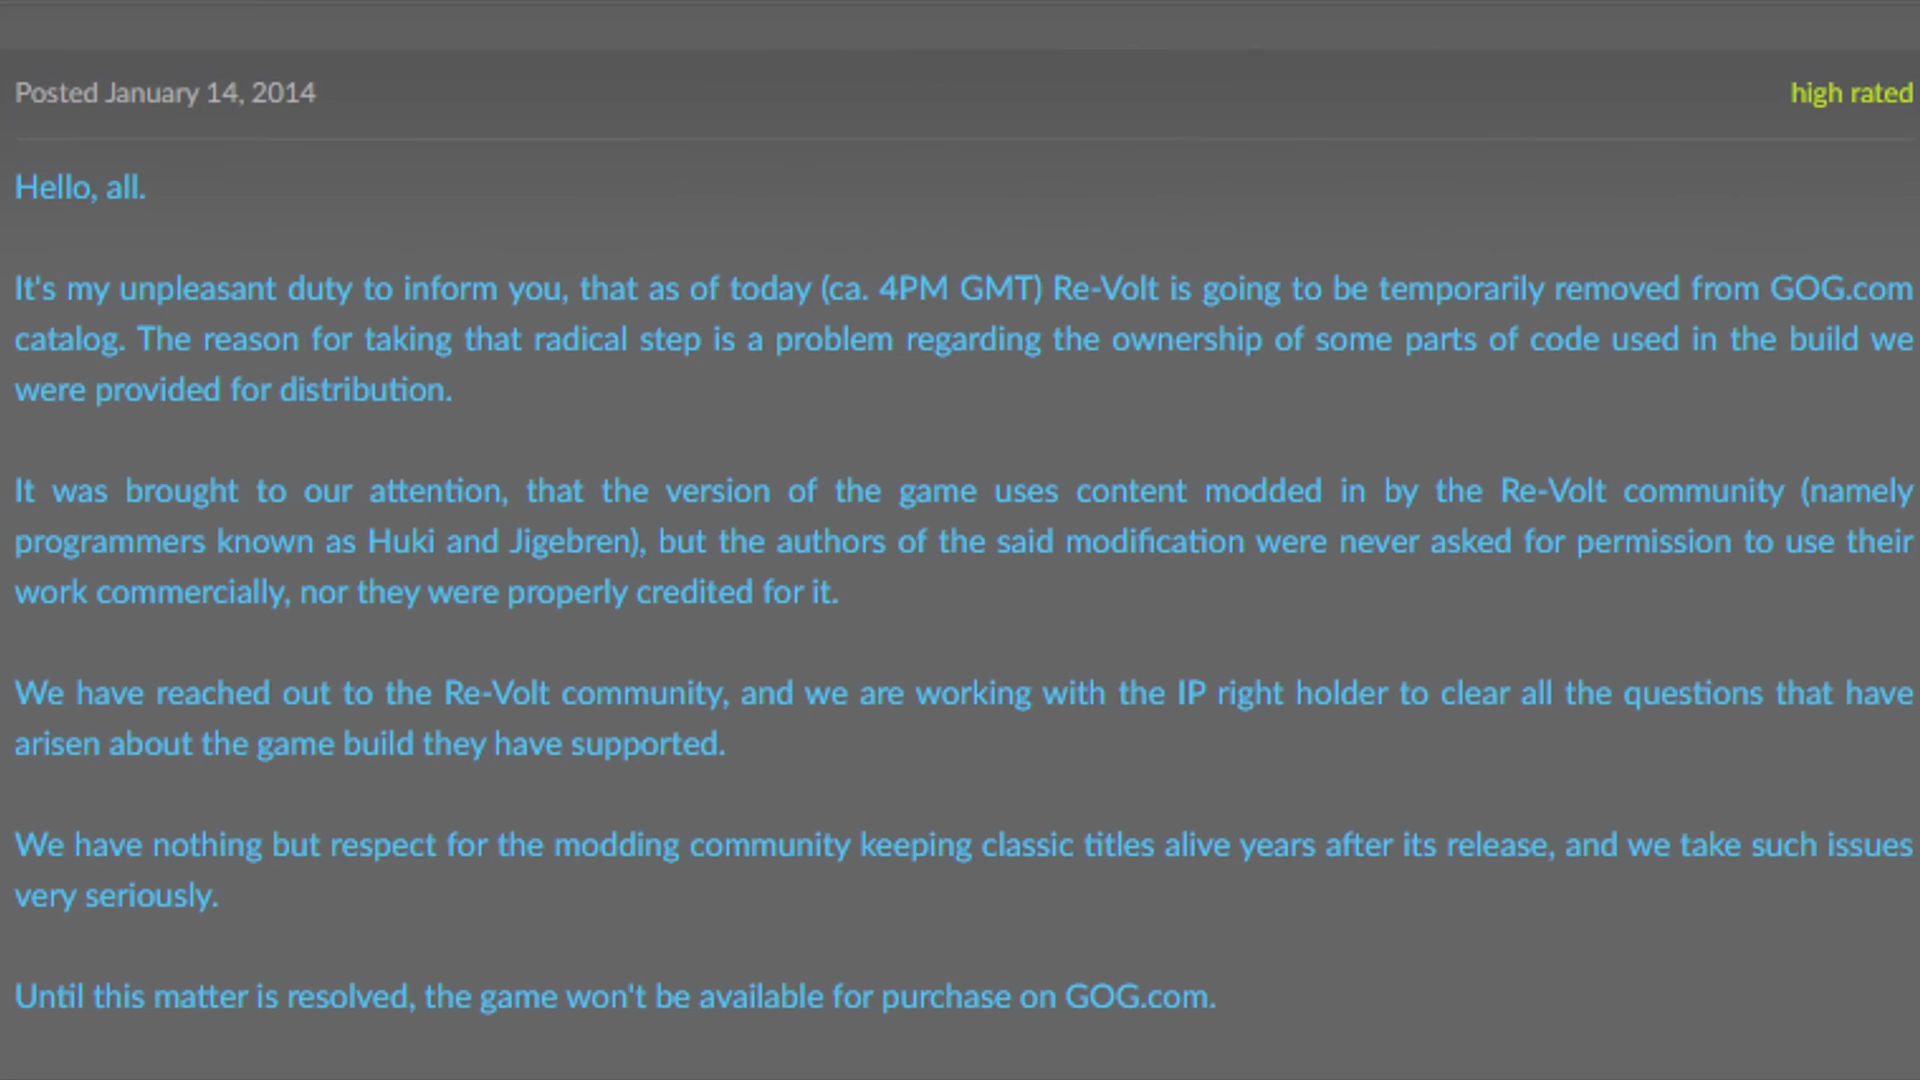 Posted January 14, 2014
high rated
Hello, all.
It's my unpleasant duty to inform you, that as of today (ca. 4PM GMT) Re-Volt is going to be temporarily removed from GOG.com
catalog. The reason for taking that radical step is a problem regarding the ownership of some parts of code used in the build we
were provided for distribution.
It was brought to our attention, that the version of the game uses content modded in by the Re-Volt community (namely
programmers known as Huki and Jigebren), but the authors of the said modification were never asked for permission to use their
work commercially, nor they were properly credited for it.
We have reached out to the Re-Volt community, and we are working with the IP right holder to clear all the questions that have
arisen about the game build they have supported.
We have nothing but respect for the modding community keeping classic titles alive years after its release, and we take such issues
very seriously.
Until this matter is resolved, the game won't be available for purchase on GOG.com.